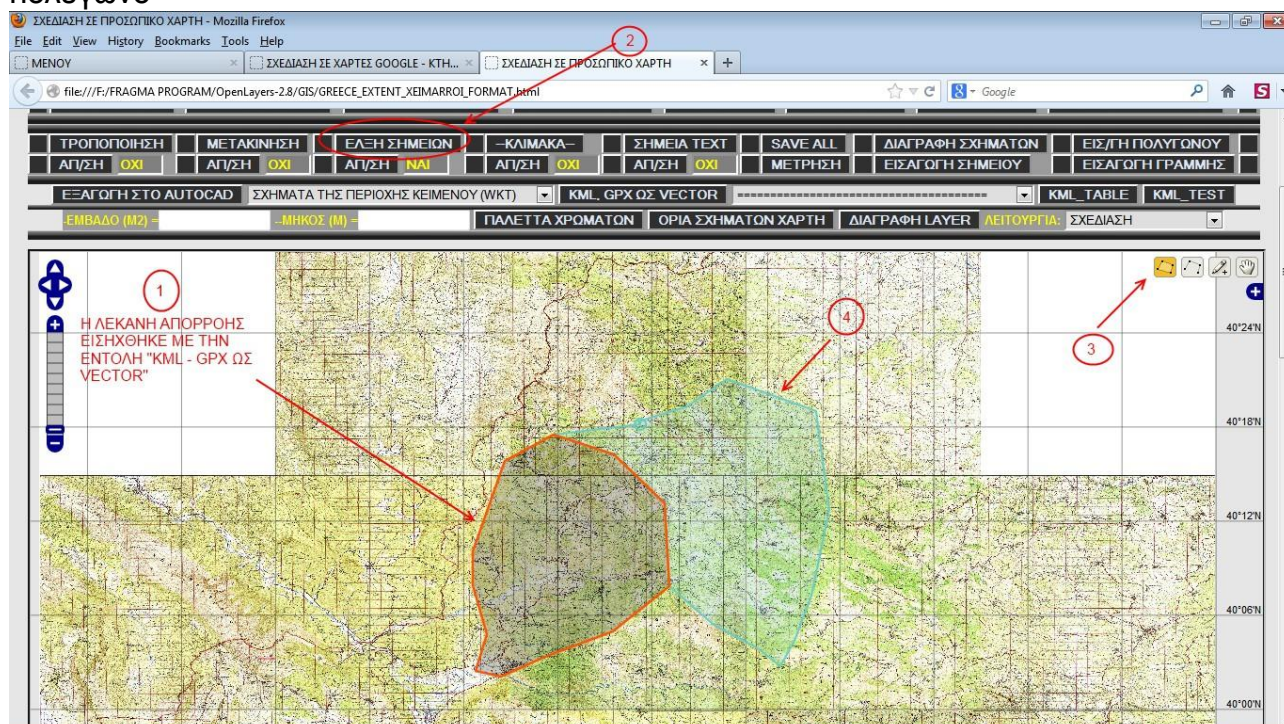 πολύγωνο
ΣΧΕΔΙΑΣΗ ΣΕ ΠΡΟΣΩΠΙΚΟ ΧΑΡΤΗ - Mozilla Firefox
File Edit View History Bookmarks Tools Help
2
ΜΕΝΟΥ × ΣΧΕΔΙΑΣΗ ΣΕ ΧΑΡΤΕΣ GOOGLE - ΚΤΗ... × ΣΧΕΔΙΑΣΗ ΣΕ ΠΡΟΣΩΠΙΚΟ ΧΑΡΤΗ × +
file:///F:/FRAGMA PROGRAM/OpenLayers-2.8/GIS/GREECE_EXTENT_XEIMARROI_FORMAT.html Google
ΤΡΟΠΟΠΟΙΗΣΗ ΜΕΤΑΚΙΝΗΣΗ ΕΛΞΗ ΣΗΜΕΙΩΝ --ΚΛΙΜΑΚΑ-- ΣΗΜΕΙΑ TEXT SAVE ALL ΔΙΑΓΡΑΦΗ ΣΧΗΜΑΤΩΝ ΕΙΣ/ΓΗ ΠΟΛΥΓΩΝΟΥ
ΑΠ/ΣΗ ΟΧΙ ΑΠ/ΣΗ ΟΧΙ ΑΠ/ΣΗ ΝΑΙ ΑΠ/ΣΗ ΟΧΙ ΑΠ/ΣΗ ΟΧΙ ΜΕΤΡΗΣΗ ΕΙΣΑΓΩΓΗ ΣΗΜΕΙΟΥ ΕΙΣΑΓΩΓΗ ΓΡΑΜΜΗΣ
ΕΞΑΓΩΓΗ ΣΤΟ AUTOCAD ΣΧΗΜΑΤΑ ΤΗΣ ΠΕΡΙΟΧΗΣ ΚΕΙΜΕΝΟΥ (WKT) KML, GPX ΩΣ VECTOR ===================================== KML_TABLE KML_TEST
-ΕΜΒΑΔΟ (M2) = --ΜΗΚΟΣ (M) = ΠΑΛΕΤΤΑ ΧΡΩΜΑΤΩΝ ΟΡΙΑ ΣΧΗΜΑΤΩΝ ΧΑΡΤΗ ΔΙΑΓΡΑΦΗ LAYER ΛΕΙΤΟΥΡΓΙΑ: ΣΧΕΔΙΑΣΗ
1
Η ΛΕΚΑΝΗ ΑΠΟΡΡΟΗΣ
ΕΙΣΗΧΘΗΚΕ ΜΕ ΤΗΝ
ΕΝΤΟΛΗ "KML - GPX ΩΣ
VECTOR"
4
3
40°24'N
40°18'N
40°12'N
40°06'N
40°00'N